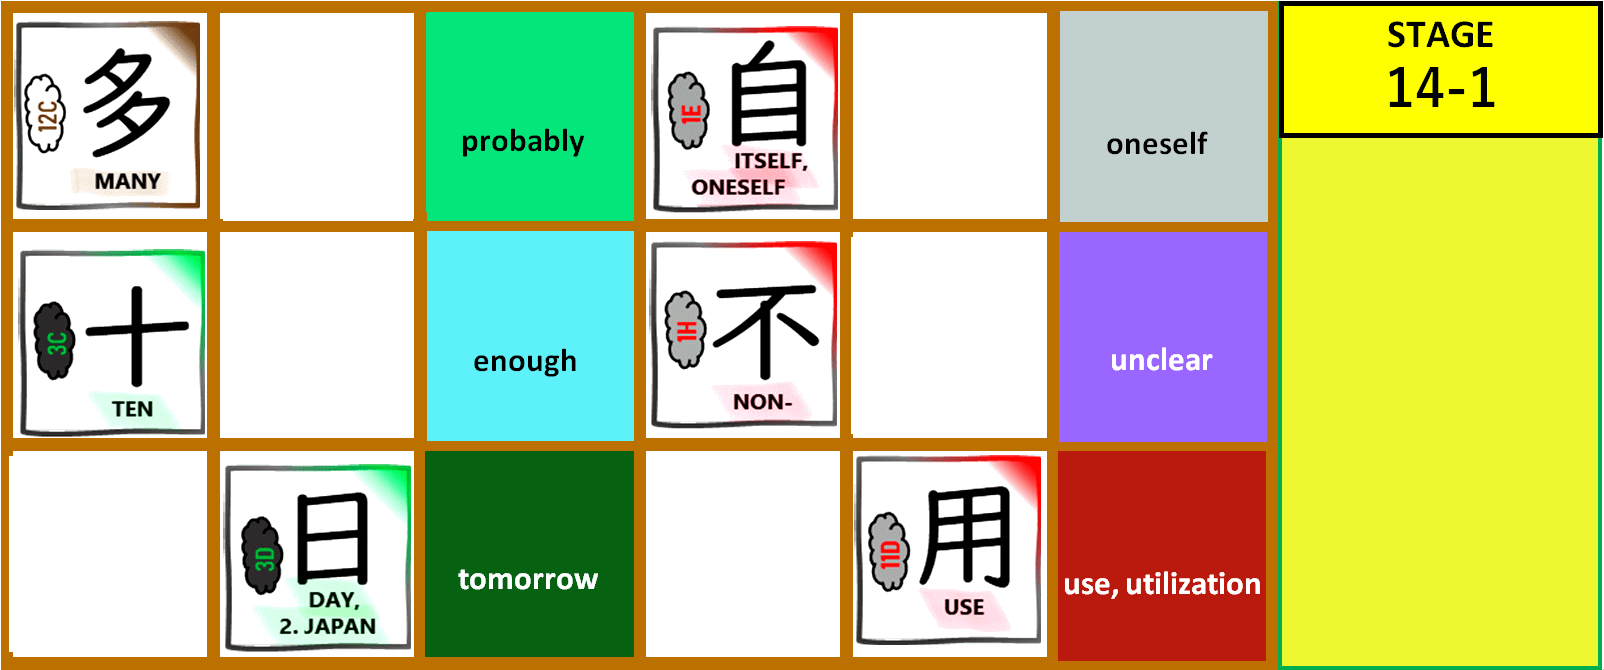 12C
多
MANY
probably
1E
自
ITSELF,
ONESELF
oneself
STAGE
14-1
3C
十
TEN
enough
1H
不
NON-
unclear
3D
日
DAY,
2. JAPAN
tomorrow
11D
用
USE
use, utilization